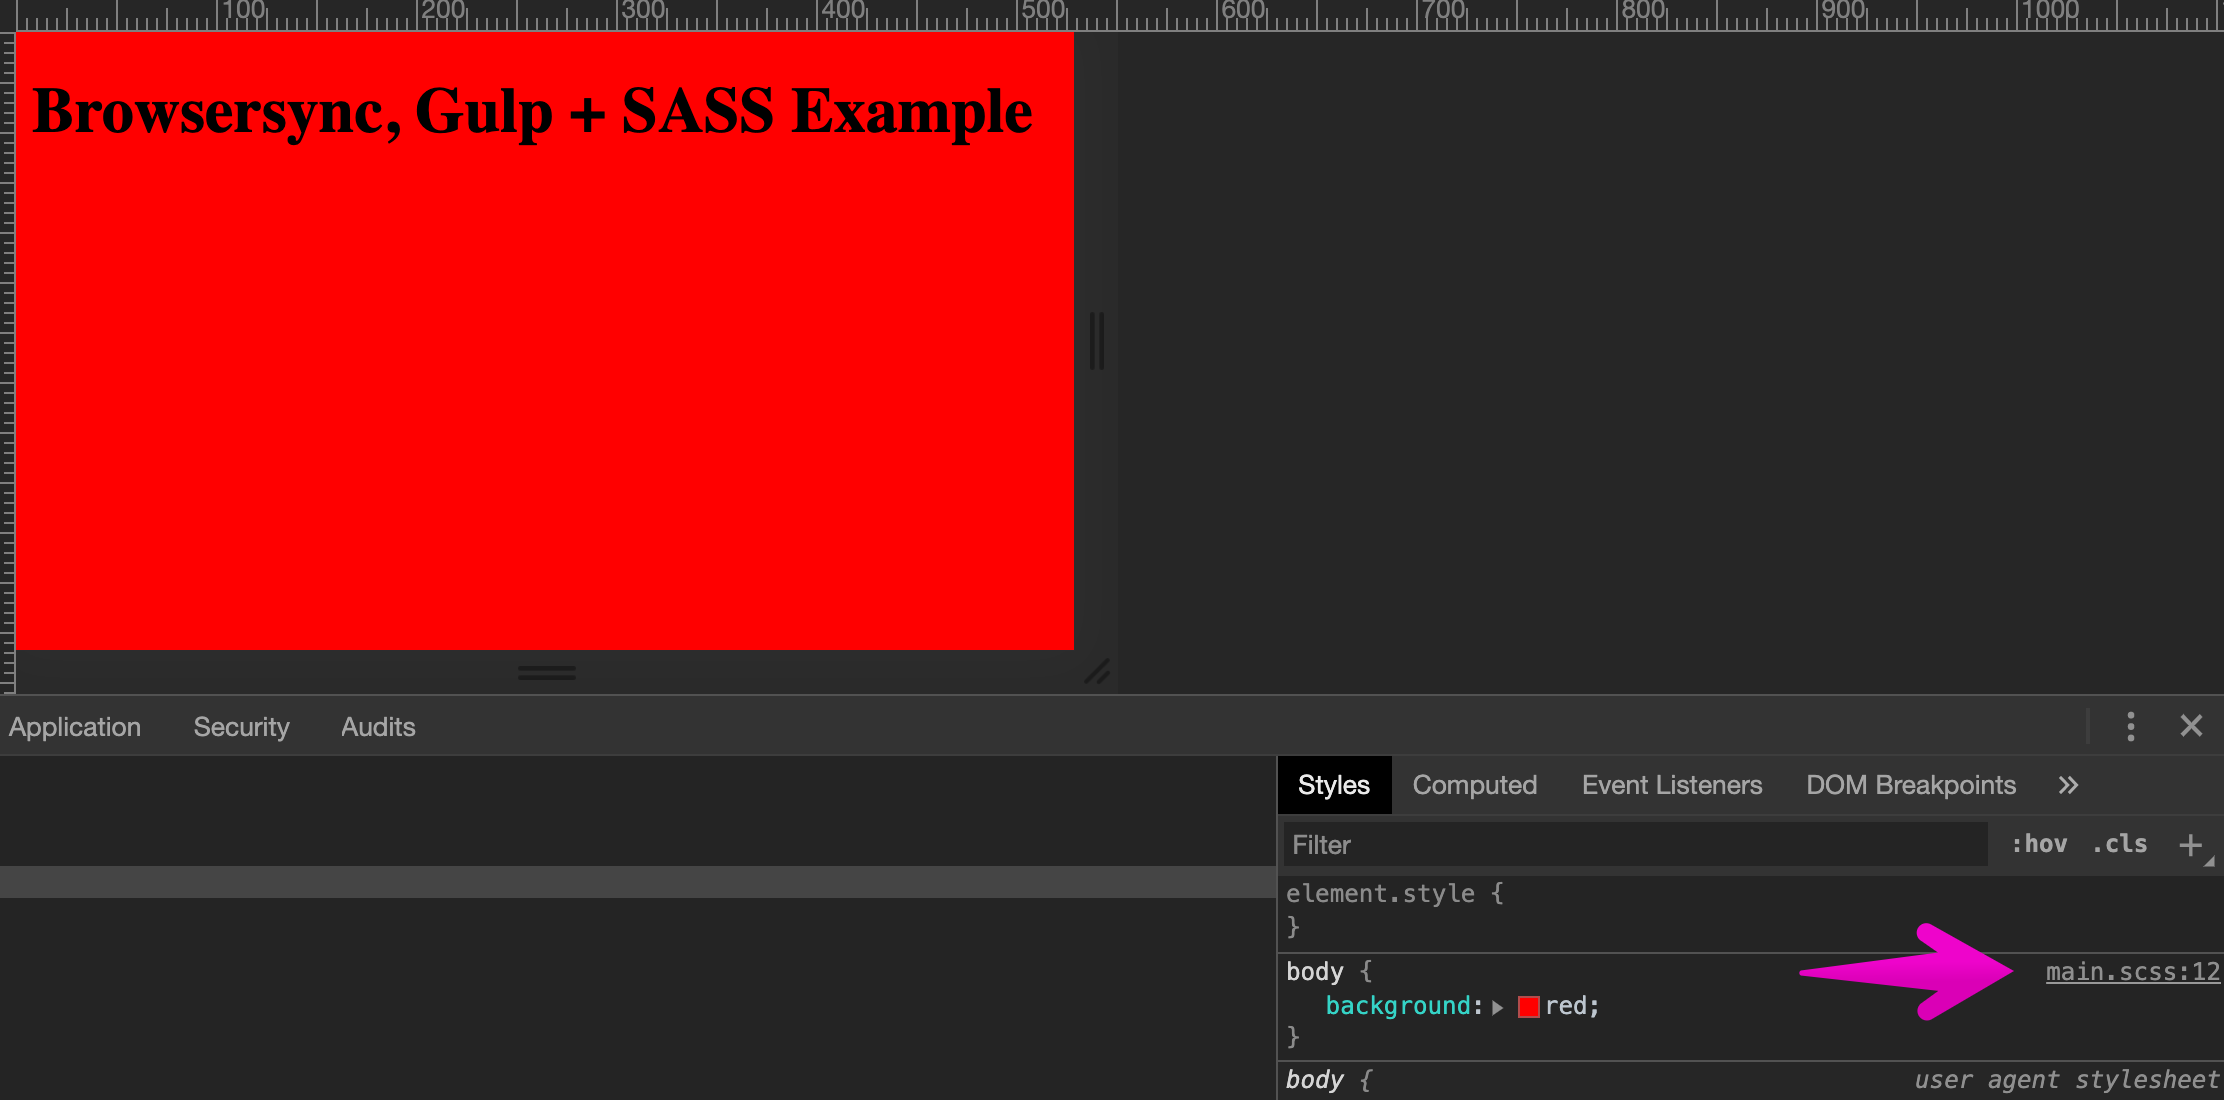 100 200 300 400 500 600 700 800 900 1000
Browsersync, Gulp + SASS Example
Application Security Audits
Styles Computed Event Listeners DOM Breakpoints »
Filter :hov .cls +
element.style {
}
body { main.scss:12
background: red;
}
body { user agent stylesheet